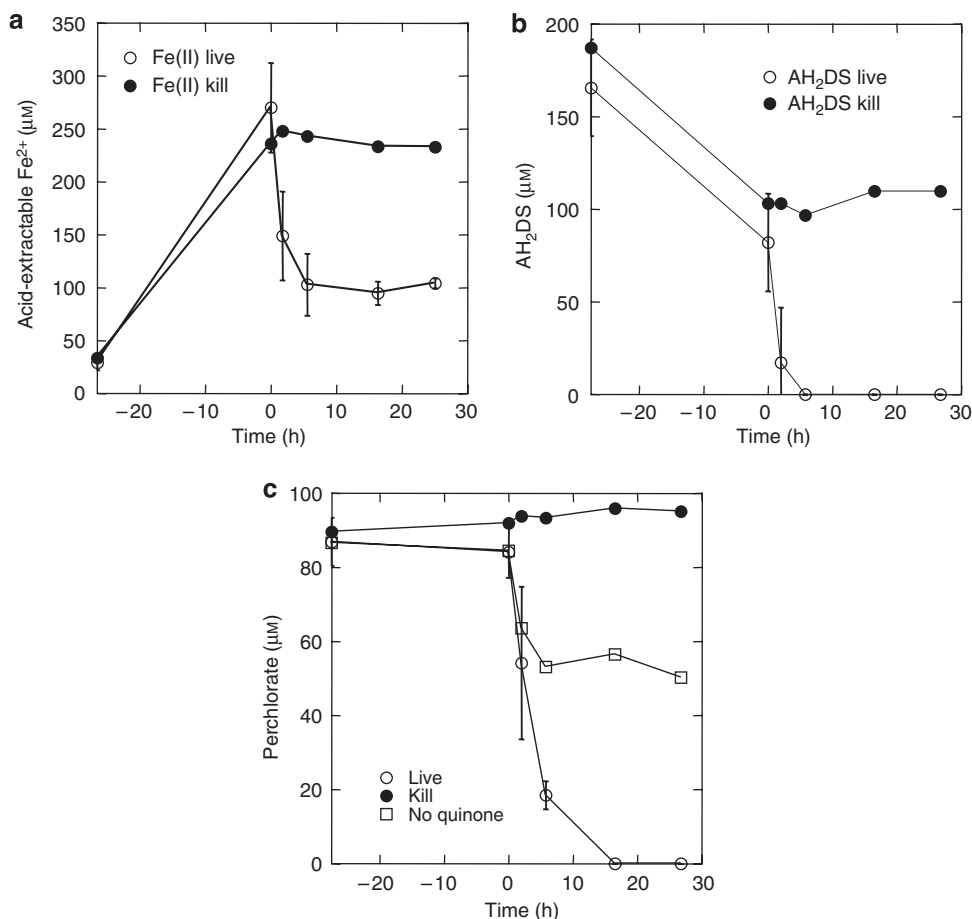 a
350
300
250
200
150
100
50
0
Acid-extractable Fe²⁺ (μM)
Fe(II) live
Fe(II) kill
−20 −10 0 10 20 30
Time (h)
b
200
150
100
50
0
AH₂DS (μM)
AH₂DS live
AH₂DS kill
−20 −10 0 10 20 30
Time (h)
c
100
80
60
40
20
0
Perchlorate (μM)
Live
Kill
No quinone
−20 −10 0 10 20 30
Time (h)